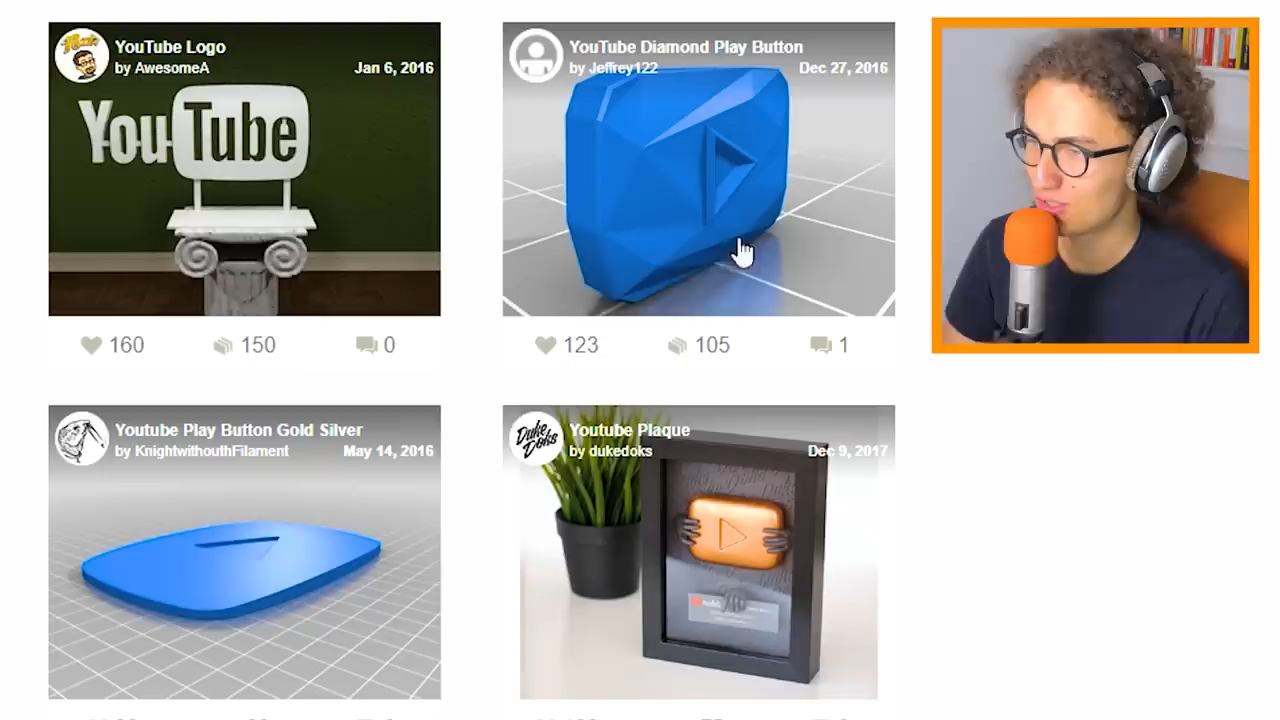 YouTube Logo
by AwesomeA
Jan 6, 2016
YouTube
160
150
0
YouTube Diamond Play Button
by Jeffrey122
Dec 27, 2016
123
105
1
Youtube Play Button Gold Silver
by KnightwithouthFilament
May 14, 2016
Youtube Plaque
by dukedoks
Dec 9, 2017
Duke
Doks